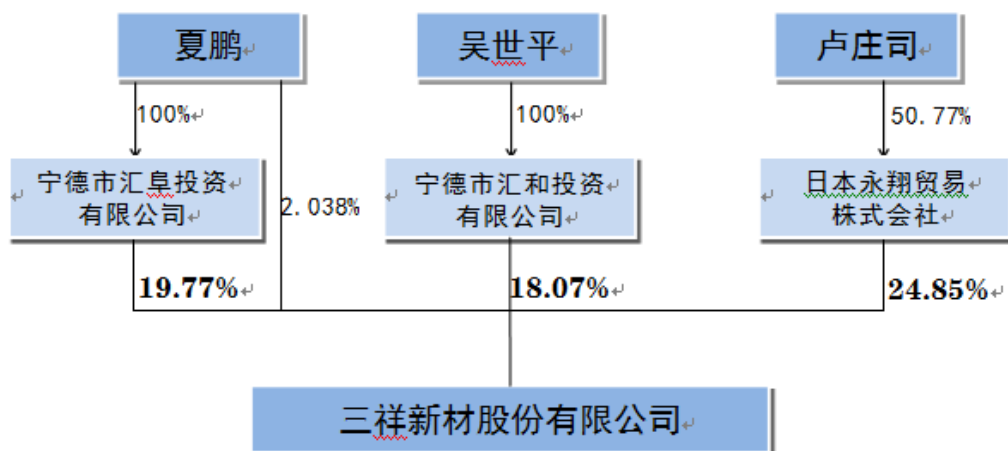 夏鹏
吴世平
卢庄司
100%
100%
50.77%
宁德市汇阜投资
有限公司
2.038%
宁德市汇和投资
有限公司
日本永翔贸易
株式会社
19.77%
18.07%
24.85%
三祥新材股份有限公司